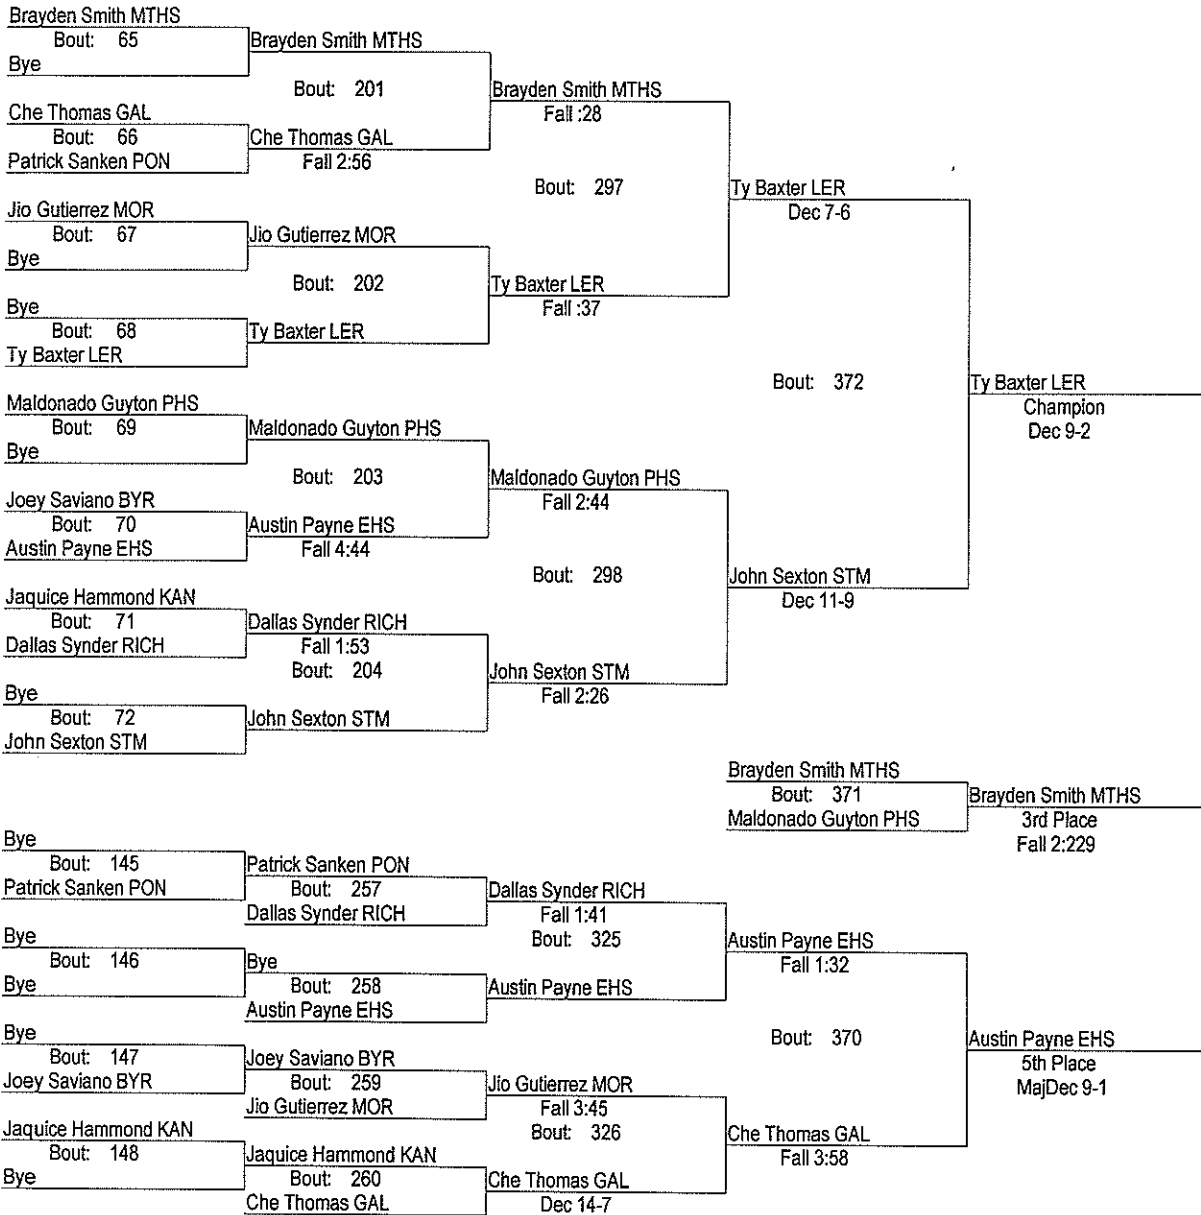 Brayden Smith MTHS
Bout: 65
Bye
Brayden Smith MTHS
Bout: 201
Che Thomas GAL
Bout: 66
Patrick Sanken PON
Che Thomas GAL
Fall 2:56
Brayden Smith MTHS
Fall :28
Bout: 297
Jio Gutierrez MOR
Bout: 67
Bye
Jio Gutierrez MOR
Bout: 202
Bye
Bout: 68
Ty Baxter LER
Ty Baxter LER
Ty Baxter LER
Fall :37
Ty Baxter LER
Dec 7-6
Bout: 372
Ty Baxter LER
Champion
Dec 9-2
Maldonado Guyton PHS
Bout: 69
Bye
Maldonado Guyton PHS
Bout: 203
Joey Saviano BYR
Bout: 70
Austin Payne EHS
Austin Payne EHS
Fall 4:44
Maldonado Guyton PHS
Fall 2:44
Bout: 298
Jaquice Hammond KAN
Bout: 71
Dallas Synder RICH
Dallas Synder RICH
Fall 1:53
Bout: 204
Bye
Bout: 72
John Sexton STM
John Sexton STM
John Sexton STM
Fall 2:26
John Sexton STM
Dec 11-9
Brayden Smith MTHS
Bout: 371
Maldonado Guyton PHS
Brayden Smith MTHS
3rd Place
Fall 2:229
Bye
Bout: 145
Patrick Sanken PON
Patrick Sanken PON
Bout: 257
Dallas Synder RICH
Dallas Synder RICH
Fall 1:41
Bout: 325
Bye
Bout: 146
Bye
Bye
Bout: 258
Austin Payne EHS
Austin Payne EHS
Austin Payne EHS
Fall 1:32
Bout: 370
Bye
Bout: 147
Joey Saviano BYR
Joey Saviano BYR
Bout: 259
Jio Gutierrez MOR
Jio Gutierrez MOR
Fall 3:45
Bout: 326
Jaquice Hammond KAN
Bout: 148
Bye
Jaquice Hammond KAN
Bout: 260
Che Thomas GAL
Che Thomas GAL
Dec 14-7
Che Thomas GAL
Fall 3:58
Austin Payne EHS
5th Place
MajDec 9-1